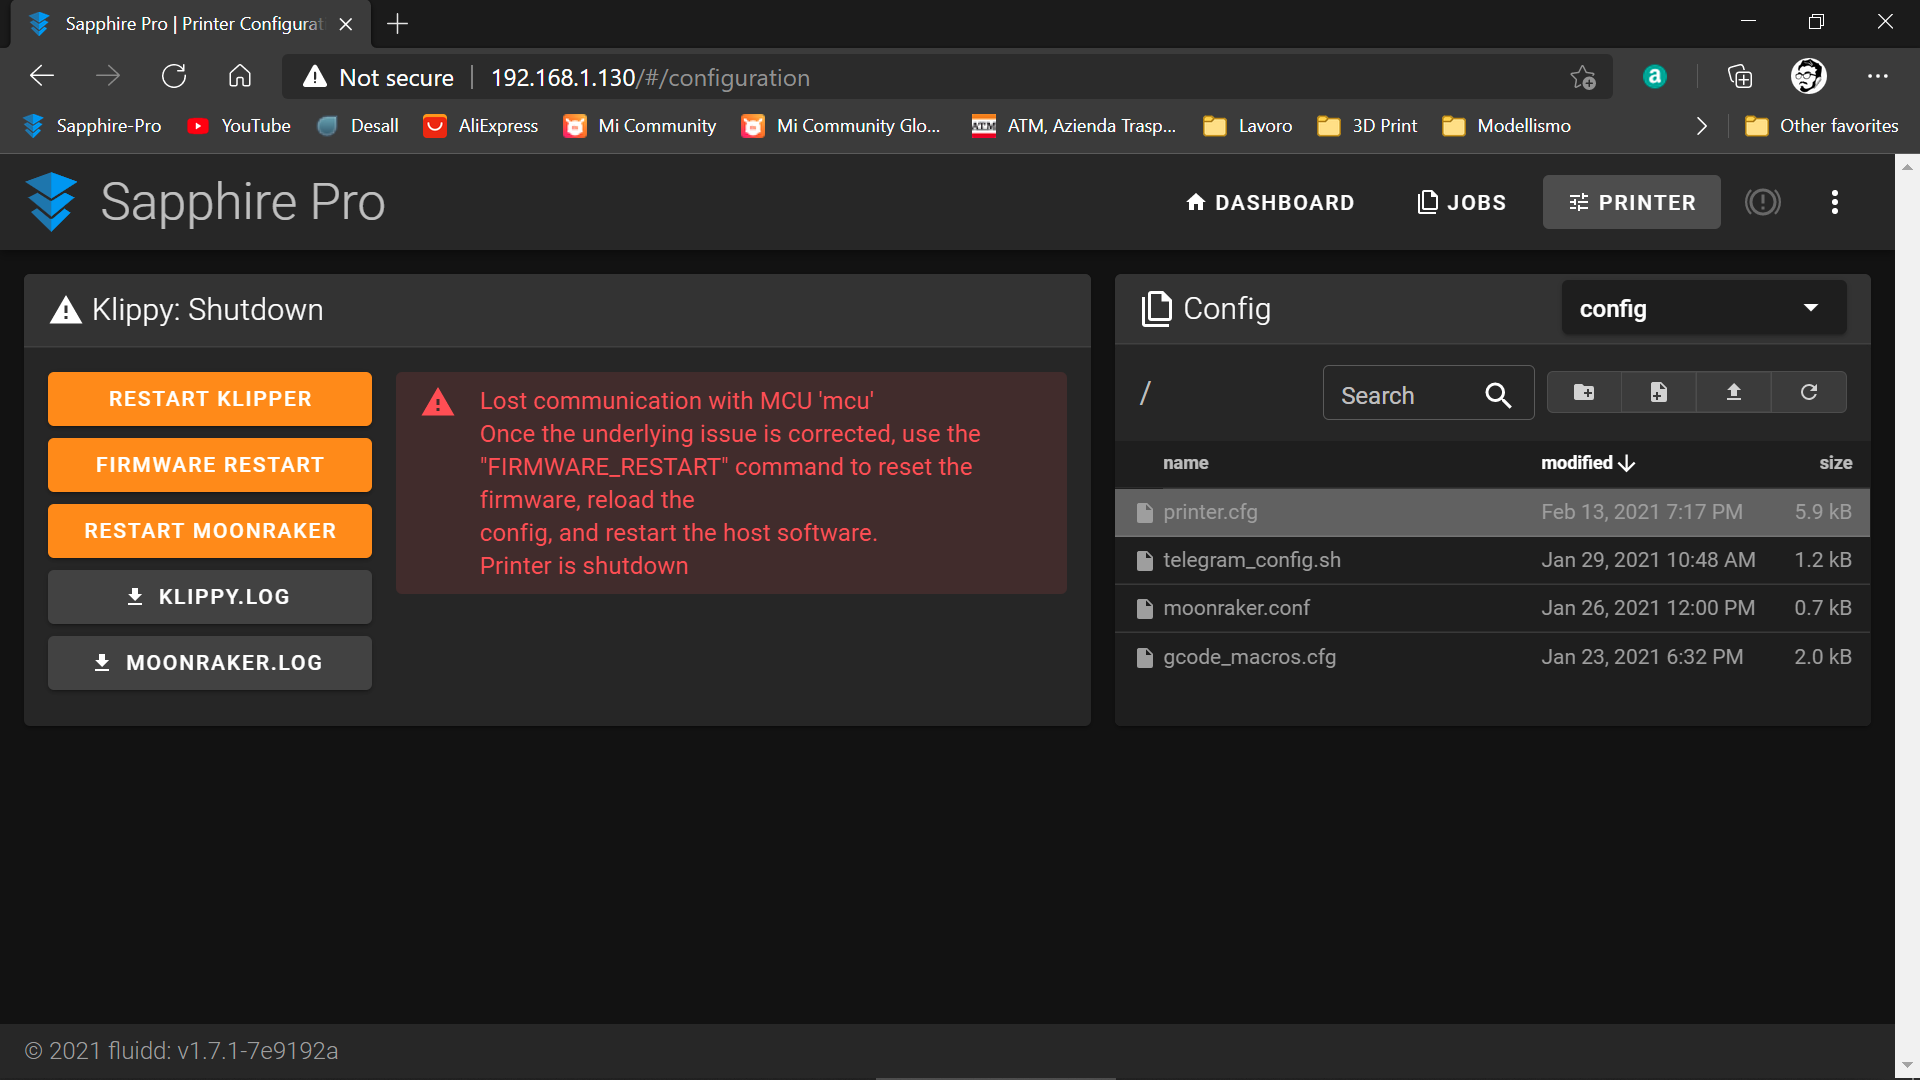 Sapphire Pro | Printer Configurat
Not secure
192.168.1.130/#/configuration
Sapphire-Pro
YouTube
Desall
AliExpress
Mi Community
Mi Community Glo...
ATM, Azienda Trasp...
Lavoro
3D Print
Modellismo
Other favorites
Sapphire Pro
DASHBOARD
JOBS
PRINTER
Klippy: Shutdown
RESTART KLIPPER
FIRMWARE RESTART
RESTART MOONRAKER
KLIPPY.LOG
MOONRAKER.LOG
Lost communication with MCU 'mcu'
Once the underlying issue is corrected, use the
"FIRMWARE_RESTART" command to reset the
firmware, reload the
config, and restart the host software.
Printer is shutdown
Config
config
/
Search
name modified size
printer.cfg Feb 13, 2021 7:17 PM 5.9 kB
telegram_config.sh Jan 29, 2021 10:48 AM 1.2 kB
moonraker.conf Jan 26, 2021 12:00 PM 0.7 kB
gcode_macros.cfg Jan 23, 2021 6:32 PM 2.0 kB
© 2021 fluidd: v1.7.1-7e9192a